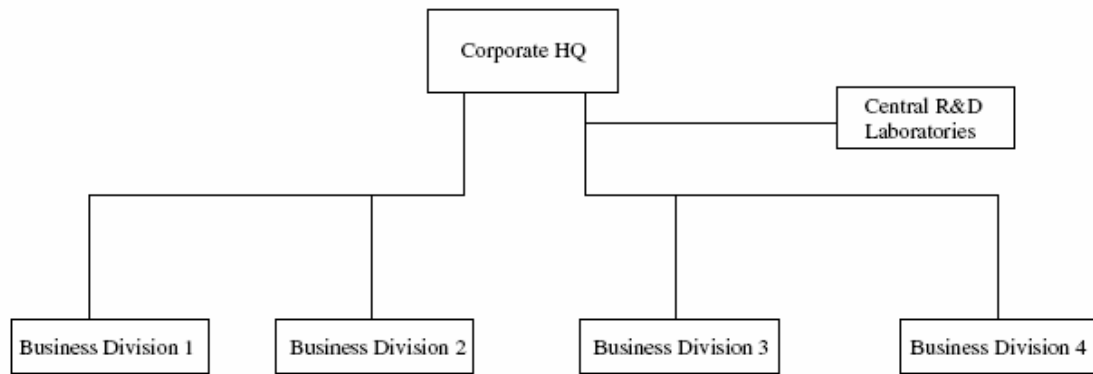 Corporate HQ
Central R&D
Laboratories
Business Division 1
Business Division 2
Business Division 3
Business Division 4